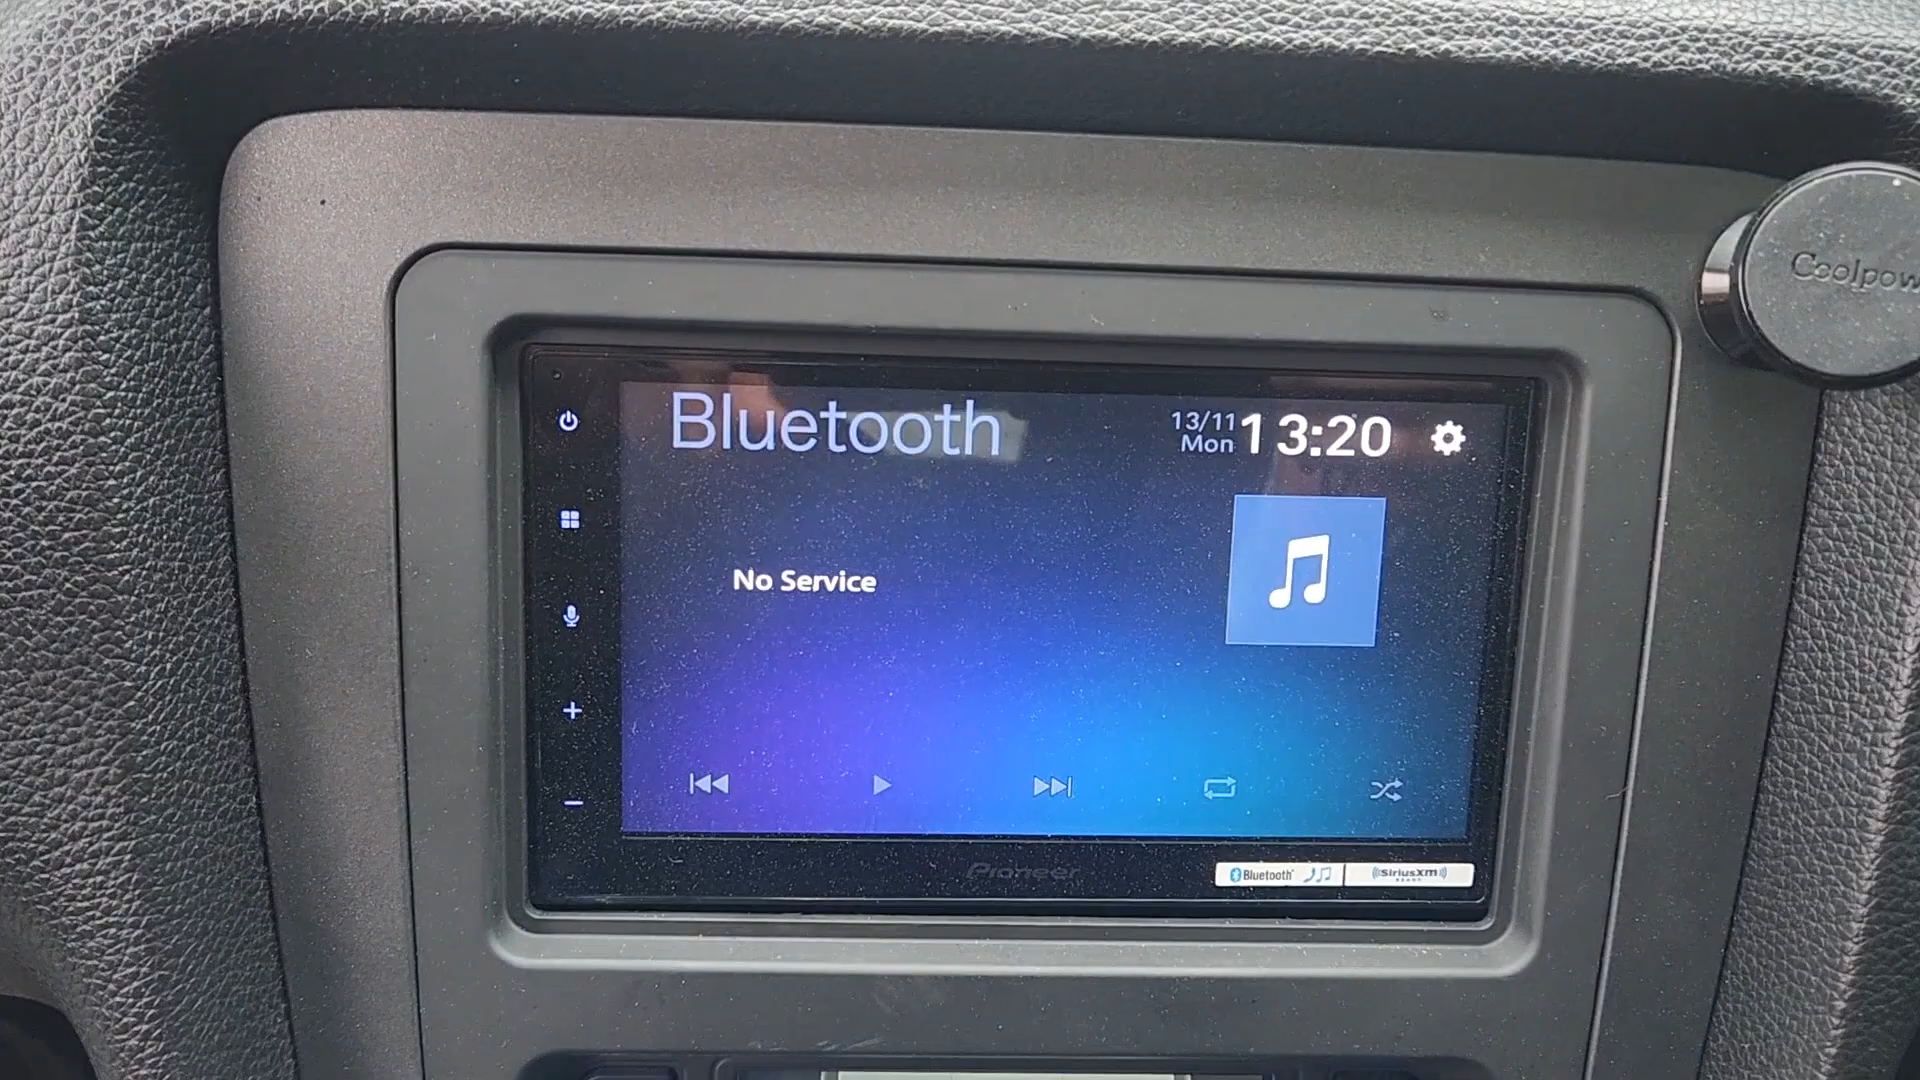 Bluetooth
13/11
Mon
13:20
No Service
Pioneer
Bluetooth
SiriusXM
Coolpow